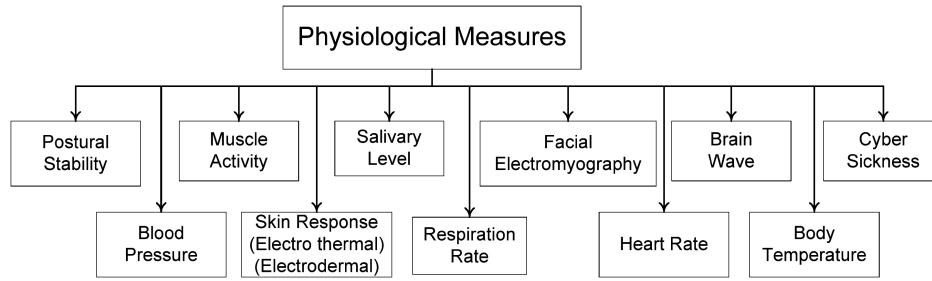 Physiological Measures
Postural
Stability
Muscle
Activity
Salivary
Level
Facial
Electromyography
Brain
Wave
Cyber
Sickness
Blood
Pressure
Skin Response
(Electro thermal)
(Electrodermal)
Respiration
Rate
Heart Rate
Body
Temperature